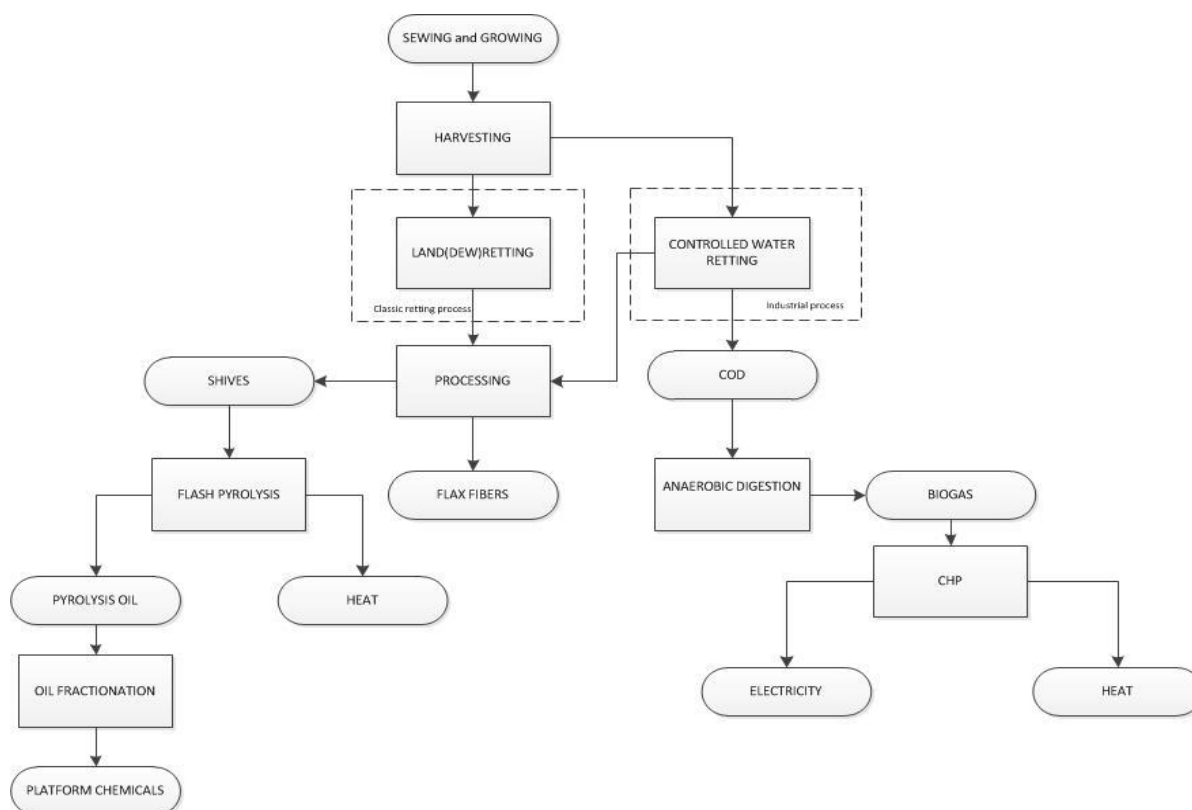 SEWING and GROWING
HARVESTING
LAND(DEW)RETTING
CONTROLLED WATER
RETTING
Classic retting process
Industrial process
SHIVES
PROCESSING
COD
FLASH PYROLYSIS
FLAX FIBERS
ANAEROBIC DIGESTION
BIOGAS
PYROLYSIS OIL
HEAT
CHP
OIL FRACTIONATION
ELECTRICITY
HEAT
PLATFORM CHEMICALS